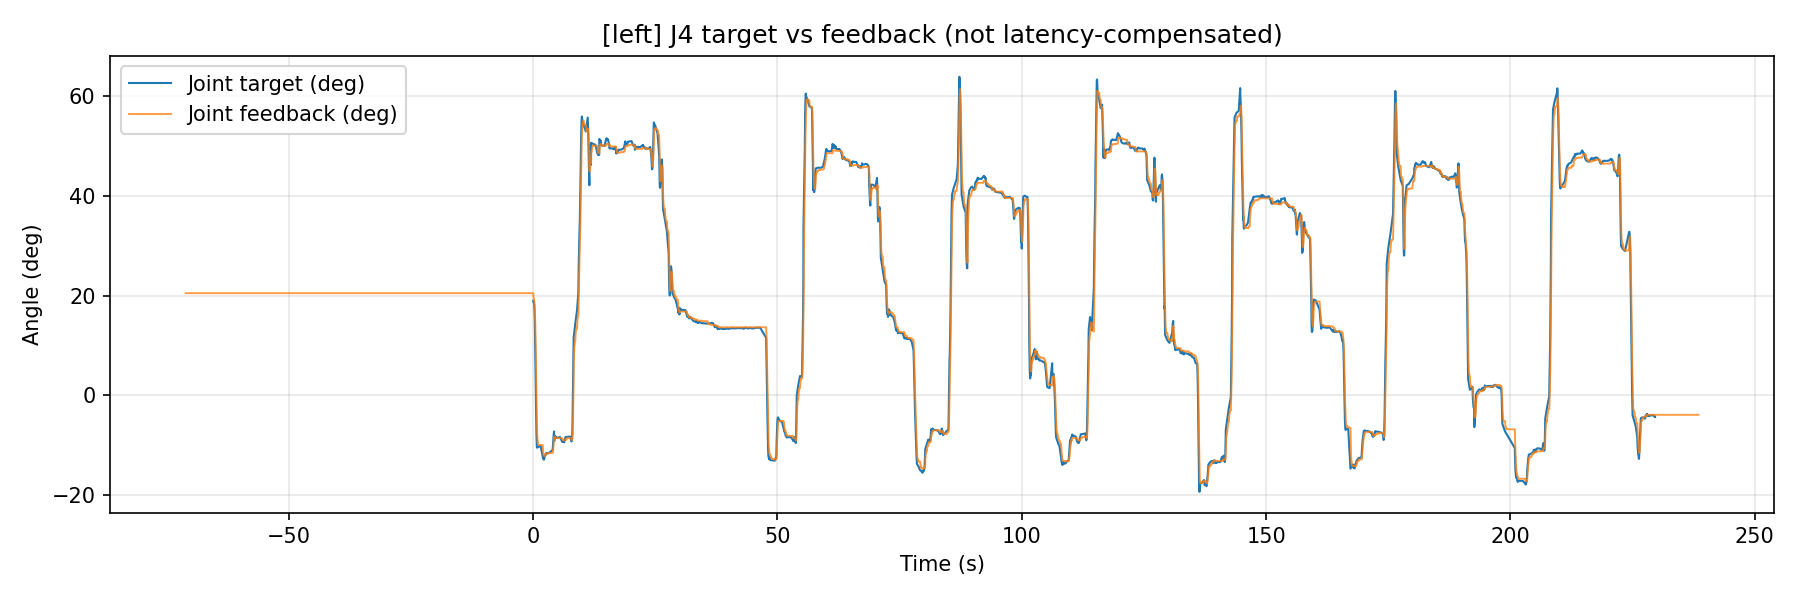 [left] J4 target vs feedback (not latency-compensated)
Joint target (deg)
Joint feedback (deg)
Angle (deg)
60
40
20
0
−20
−50
0
50
100
150
200
250
Time (s)